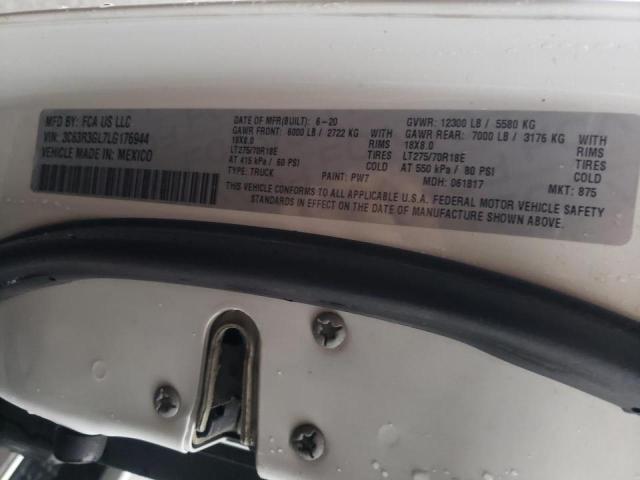 MFD BY: FCA US LLC
DATE OF MFR(BUILT): 6-20
GVWR: 12300 LB / 5580 KG
VIN: 3C63R3GL7LG176944
GAWR FRONT: 6000 LB / 2722 KG WITH
GAWR REAR: 7000 LB / 3176 KG WITH
VEHICLE MADE IN: MEXICO
18X8.0 RIMS
18X8.0 RIMS
LT275/70R18E TIRES
LT275/70R18E TIRES
AT 415 kPa / 60 PSI COLD
AT 550 kPa / 80 PSI COLD
TYPE: TRUCK
PAINT: PW7
MDH: 061817
MKT: 875
THIS VEHICLE CONFORMS TO ALL APPLICABLE U.S.A. FEDERAL MOTOR VEHICLE SAFETY
STANDARDS IN EFFECT ON THE DATE OF MANUFACTURE SHOWN ABOVE.